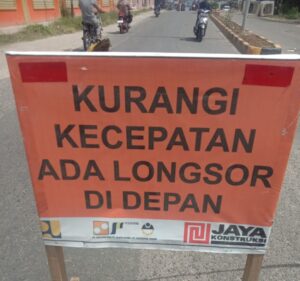 KURANGI
KECEPATAN
ADA LONGSOR
DI DEPAN
JAYA
KONSTRUKSI